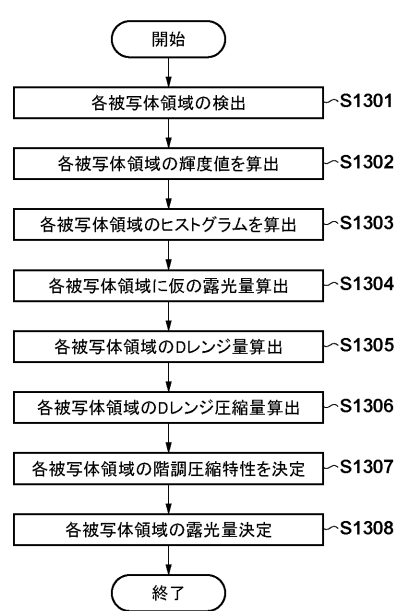 開始
各被写体領域の検出 S1301
各被写体領域の輝度値を算出 S1302
各被写体領域のヒストグラムを算出 S1303
各被写体領域に仮の露光量算出 S1304
各被写体領域のDレンジ量算出 S1305
各被写体領域のDレンジ圧縮量算出 S1306
各被写体領域の階調圧縮特性を決定 S1307
各被写体領域の露光量決定 S1308
終了